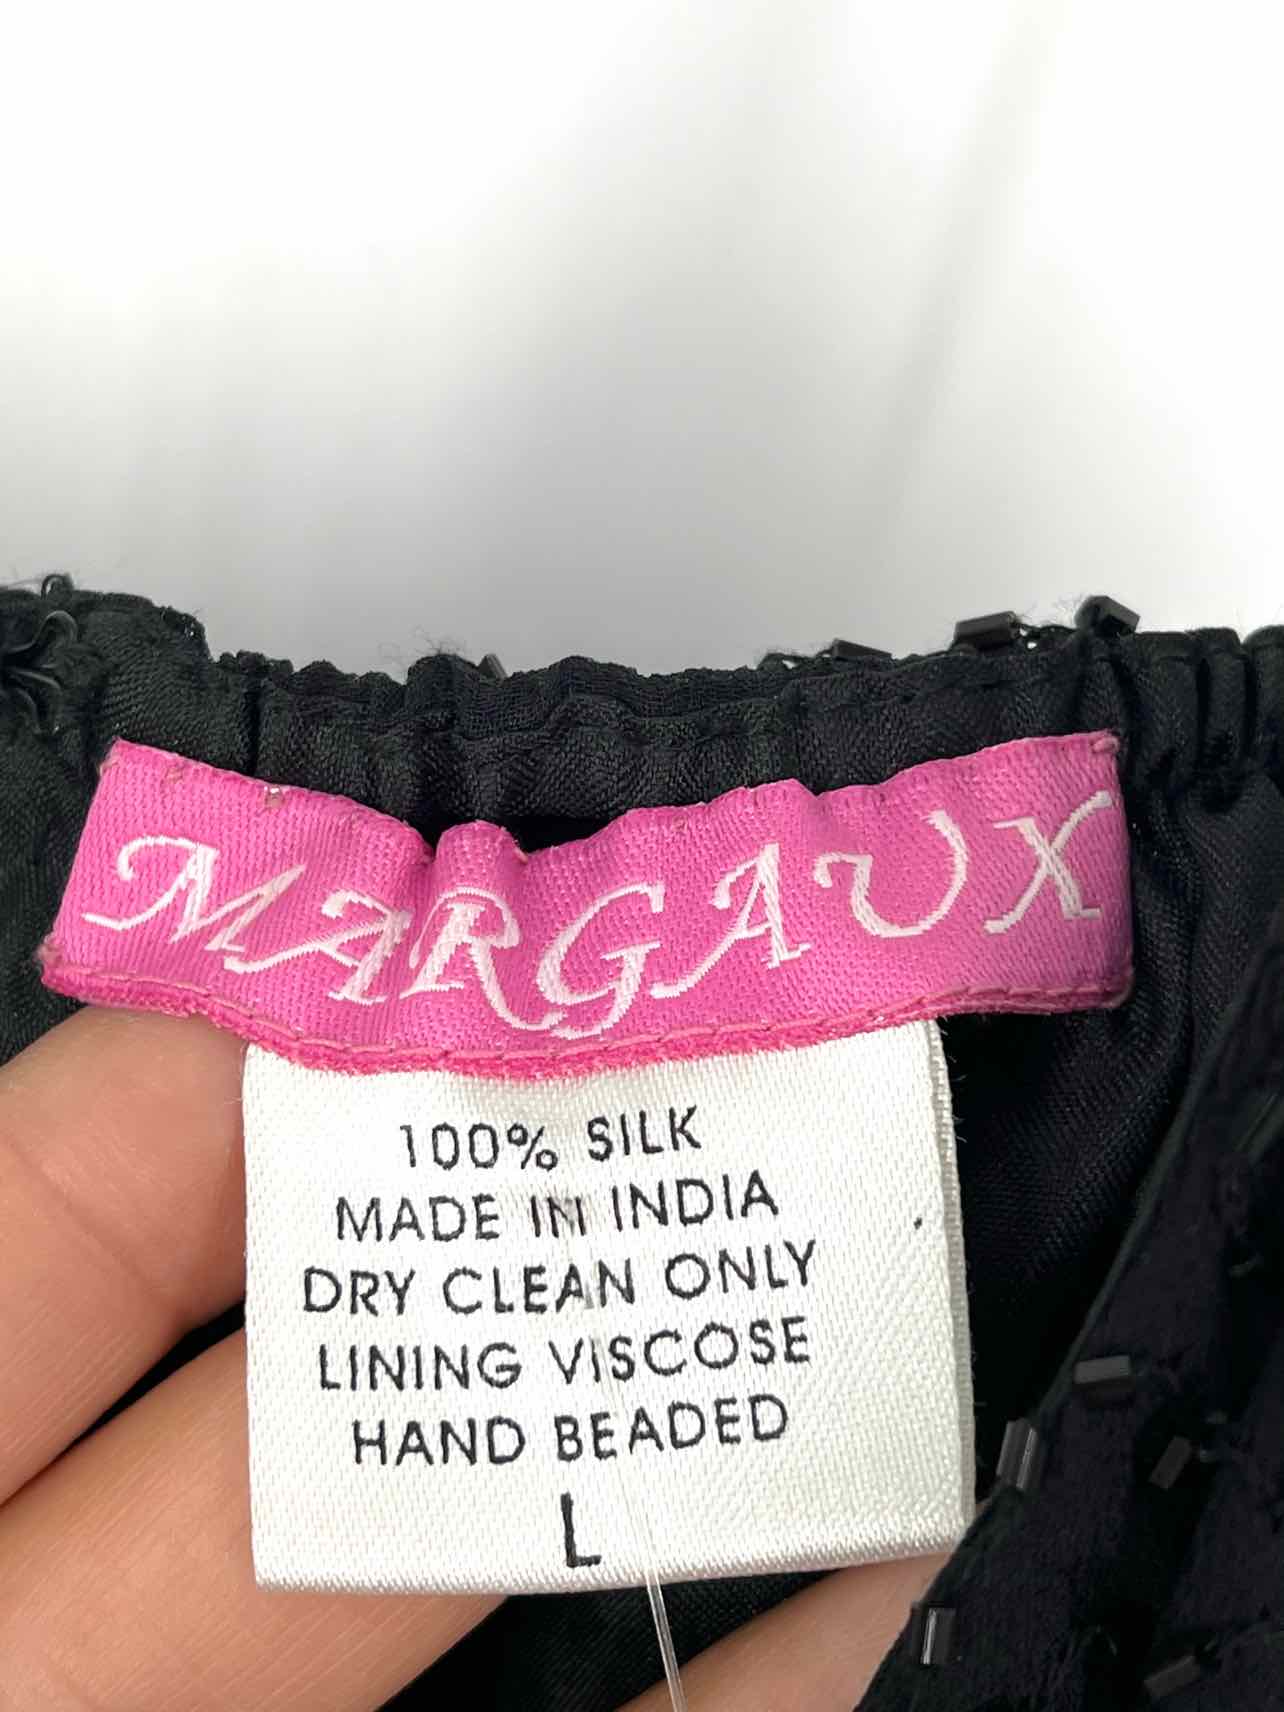 MARGAUX
100% SILK
MADE IN INDIA
DRY CLEAN ONLY
LINING VISCOSE
HAND BEADED
L